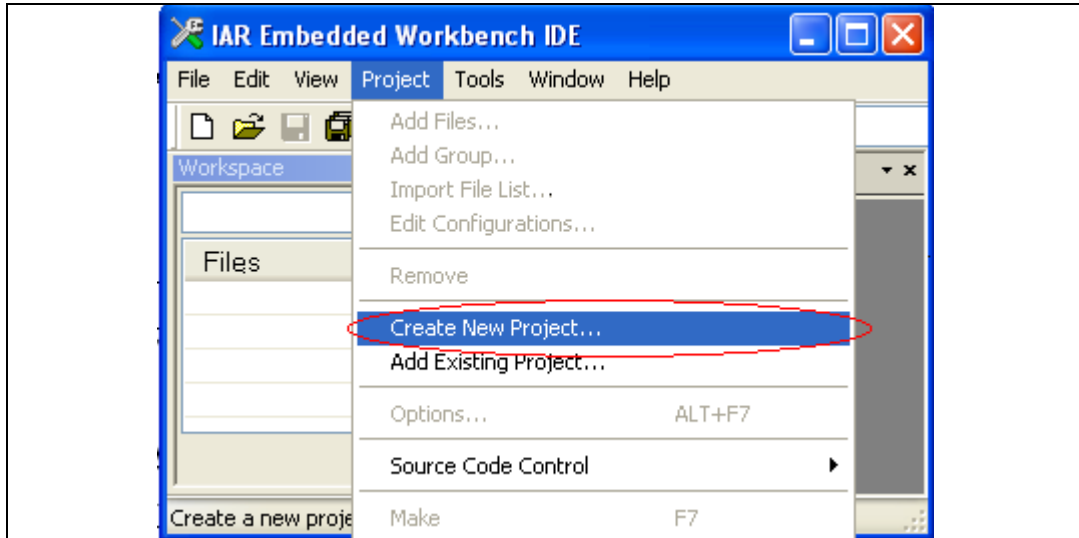 IAR Embedded Workbench IDE
File Edit View Project Tools Window Help
Add Files...
Add Group...
Workspace
Import File List...
Edit Configurations...
Files
Remove
Create New Project...
Add Existing Project...
Options... ALT+F7
Source Code Control
Create a new proje
Make F7